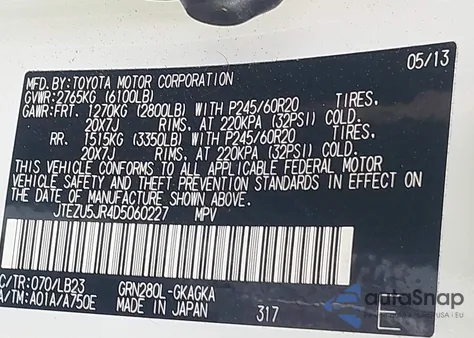 MFD.BY:TOYOTA MOTOR CORPORATION 05/13
GVWR:2765KG (6100LB)
GAWR:FRT. 1270KG (2800LB) WITH P245/60R20 TIRES,
20X7J RIMS, AT 220KPA (32PSI) COLD.
RR. 1515KG (3350LB) WITH P245/60R20 TIRES,
20X7J RIMS, AT 220KPA (32PSI) COLD.
THIS VEHICLE CONFORMS TO ALL APPLICABLE FEDERAL MOTOR
VEHICLE SAFETY AND THEFT PREVENTION STANDARDS IN EFFECT ON
THE DATE OF MANUFACTURE SHOWN ABOVE.
JTEZU5JR4D5060227 MPV
C/TR:070/LB23 GRN280L-GKAGKA
A/TM:A01A/A750E MADE IN JAPAN 317 E
autoSnap